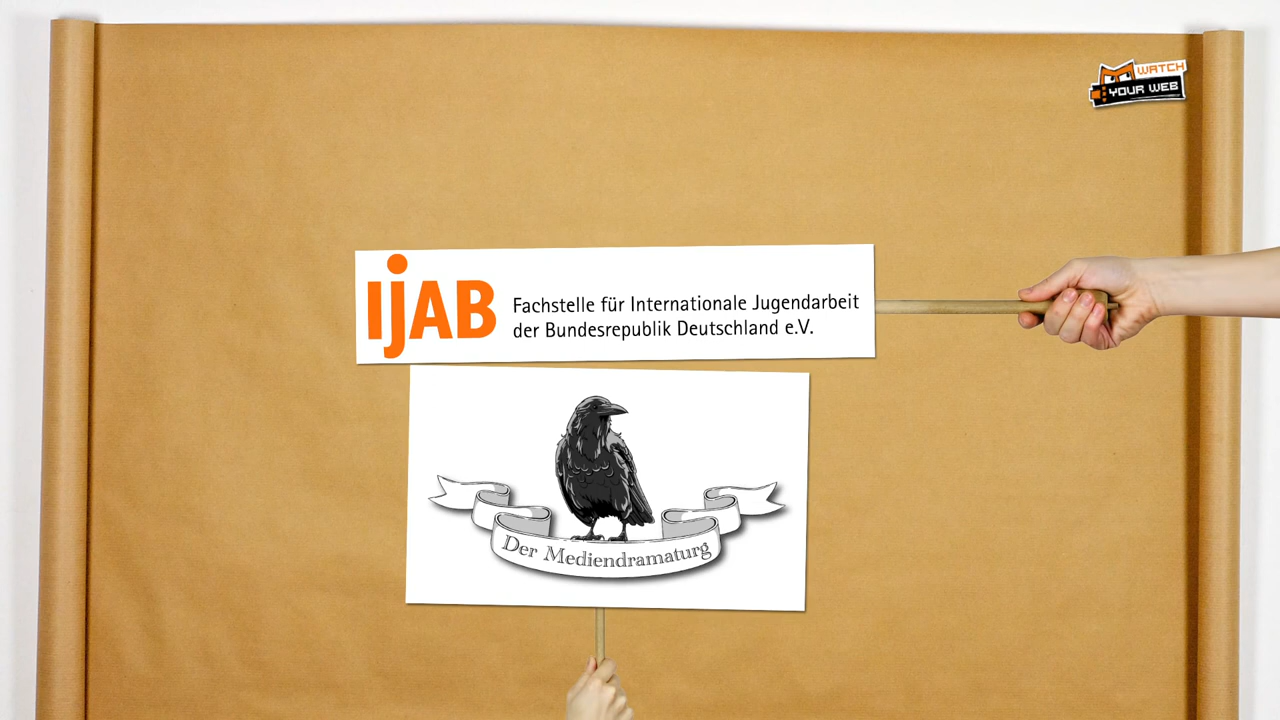 WATCH
YOUR WEB
IJAB
Fachstelle für Internationale Jugendarbeit
der Bundesrepublik Deutschland e.V.
Der Mediendramaturg